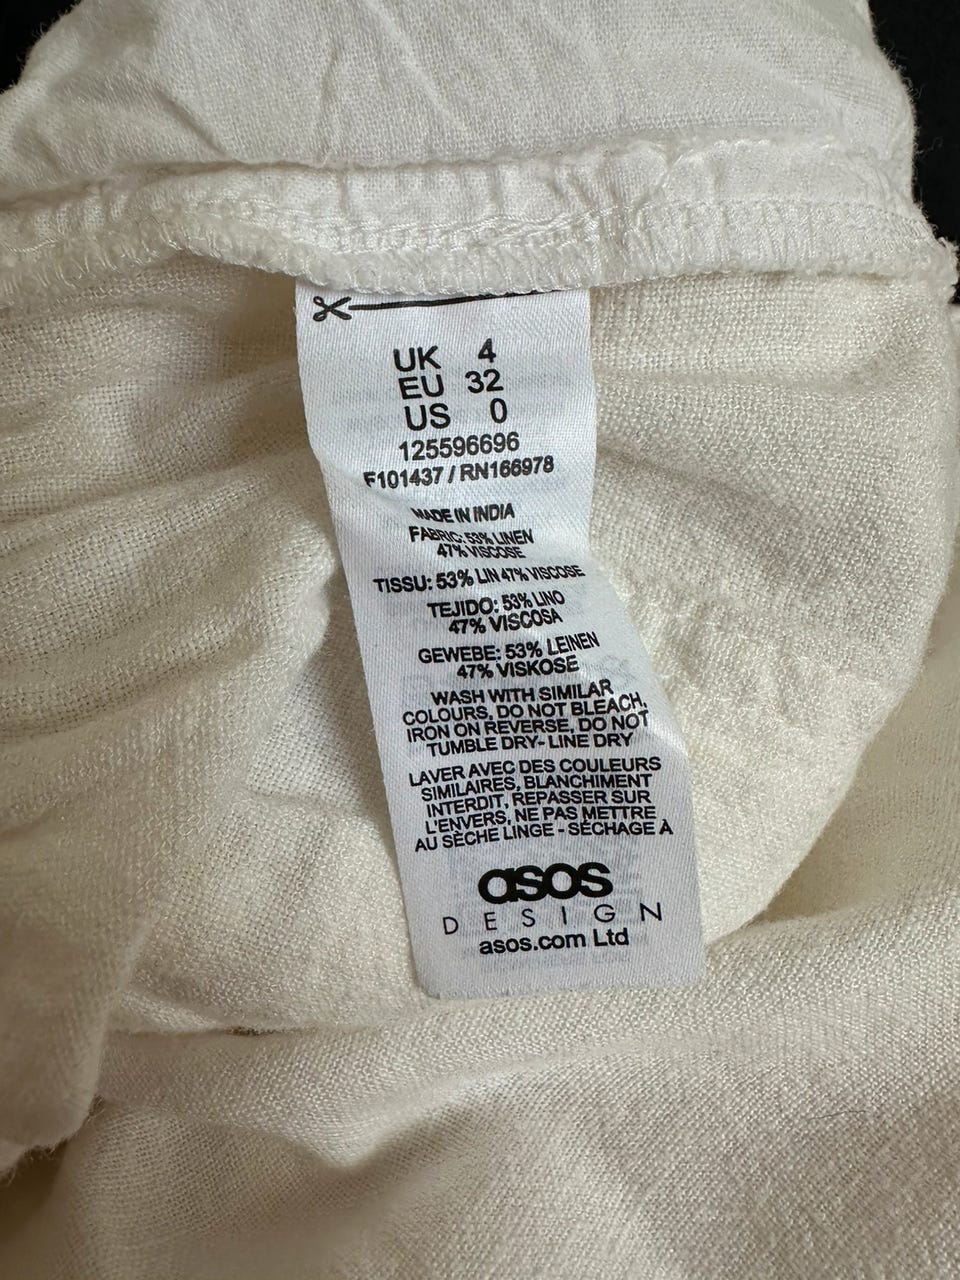 UK 4
EU 32
US 0
125596696
F101437 / RN166978
MADE IN INDIA
FABRIC: 53% LINEN
47% VISCOSE
TISSU: 53% LIN 47% VISCOSE
TEJIDO: 53% LINO
47% VISCOSA
GEWEBE: 53% LEINEN
47% VISKOSE
WASH WITH SIMILAR
COLOURS, DO NOT BLEACH,
IRON ON REVERSE, DO NOT
TUMBLE DRY- LINE DRY
LAVER AVEC DES COULEURS
SIMILAIRES, BLANCHIMENT
INTERDIT, REPASSER SUR
L'ENVERS, NE PAS METTRE
AU SÈCHE LINGE - SÉCHAGE À
asos
DESIGN
asos.com Ltd